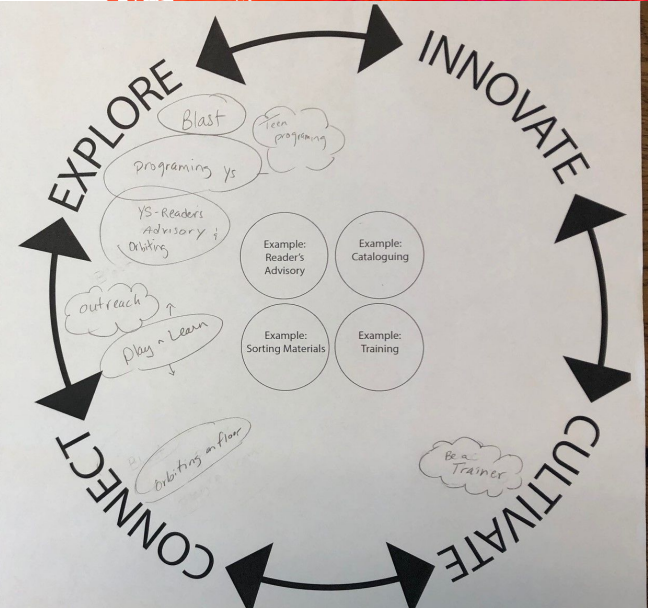 EXPLORE
INNOVATE
Blast
Teen
programing
programing ys
YS-Readers
Advisory &
Orbiting
Example:
Reader's
Advisory
Example:
Cataloguing
outreach
Play n Learn
Example:
Sorting Materials
Example:
Training
Orbiting on floor
Be a
Trainer
CONNECT
CULTIVATE